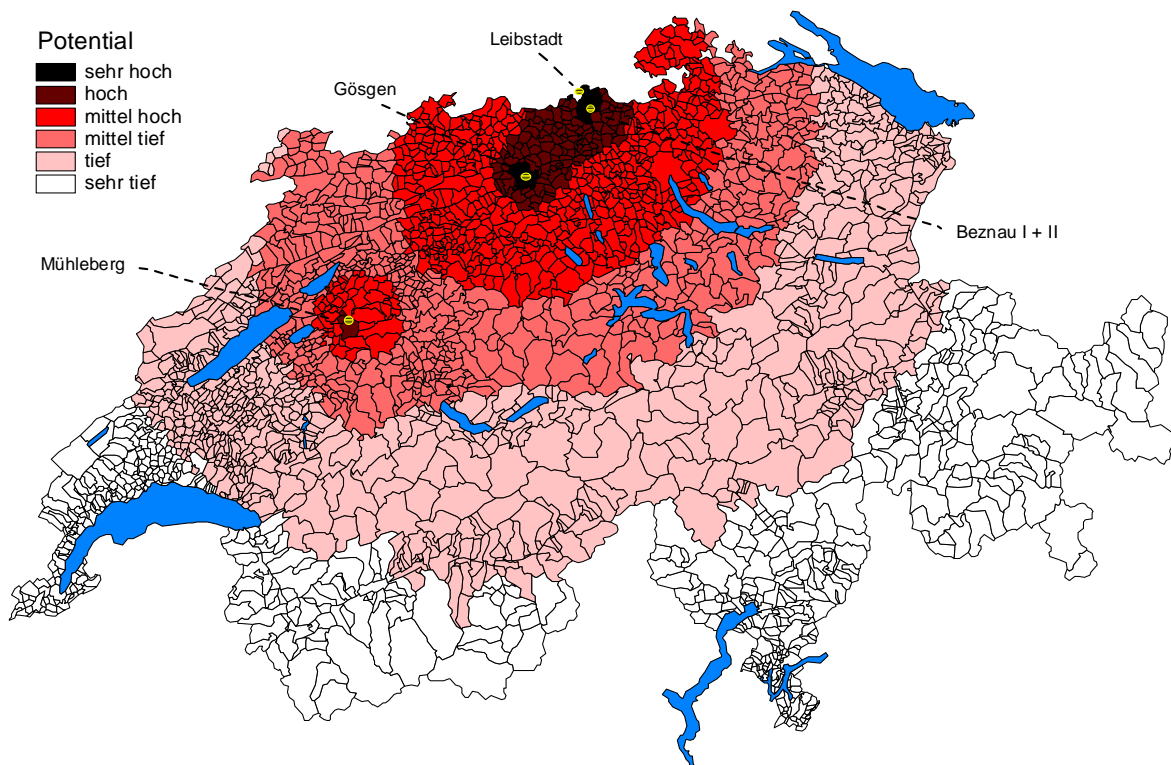 Potential
sehr hoch
hoch
mittel hoch
mittel tief
tief
sehr tief
Leibstadt
Gösgen
Mühleberg
Beznau I + II